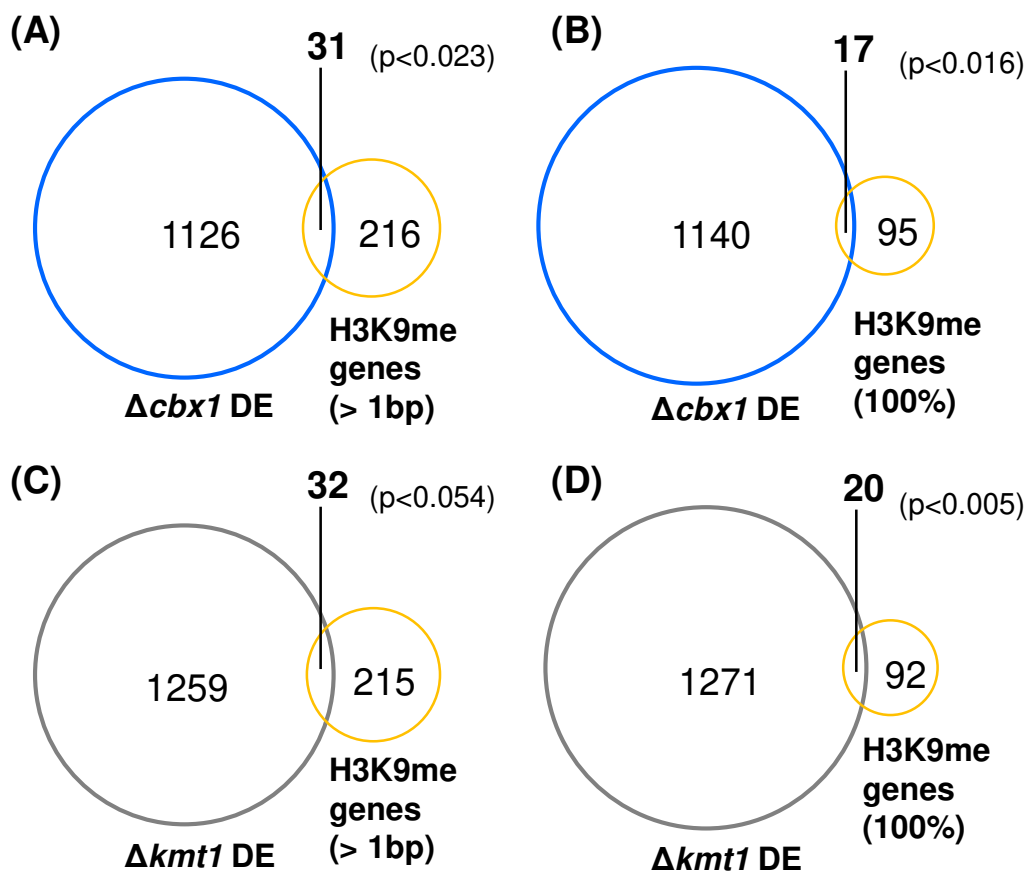 (A)
31 (p<0.023)
1126
216
H3K9me
genes
(> 1bp)
Δcbx1 DE
(B)
17 (p<0.016)
1140
95
H3K9me
genes
(100%)
Δcbx1 DE
(C)
32 (p<0.054)
1259
215
H3K9me
genes
(> 1bp)
Δkmt1 DE
(D)
20 (p<0.005)
1271
92
H3K9me
genes
(100%)
Δkmt1 DE